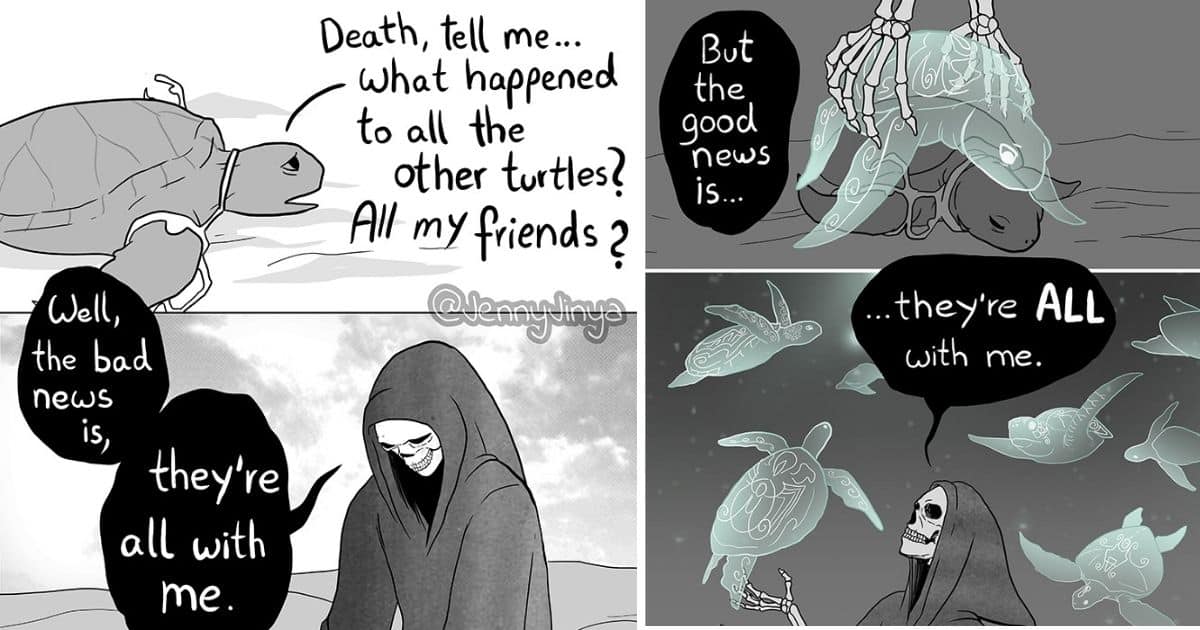 Death, tell me...
what happened
to all the
other turtles?
All my friends?
@JennyJinya
Well,
the bad
news
is,
they're
all with
me.
But
the
good
news
is...
...they're ALL
with me.